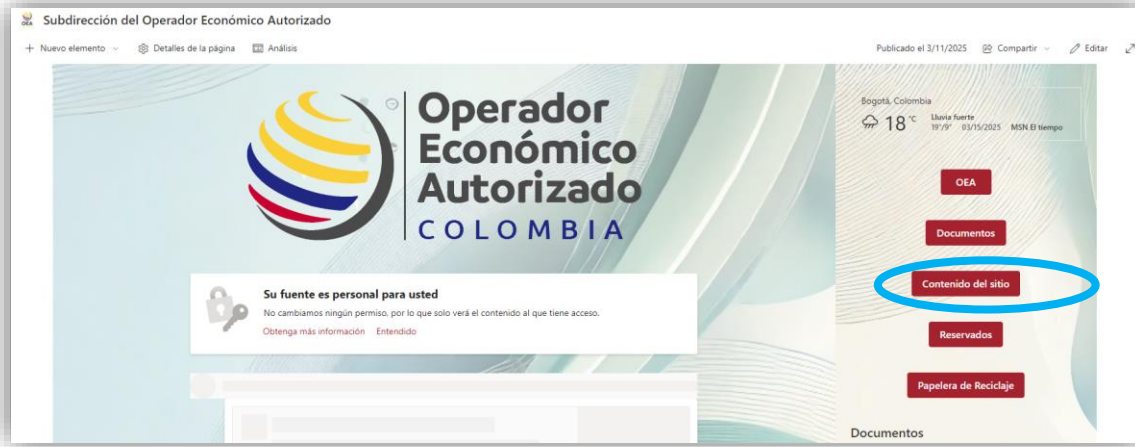 OEA
Subdirección del Operador Económico Autorizado
+ Nuevo elemento
Detalles de la página
Análisis
Publicado el 3/11/2025
Compartir
Editar
Operador
Económico
Autorizado
COLOMBIA
Bogotá, Colombia
18 °C
Lluvia fuerte
19°/9° 03/15/2025 MSN El tiempo
OEA
Documentos
Contenido del sitio
Reservados
Papelera de Reciclaje
Su fuente es personal para usted
No cambiamos ningún permiso, por lo que solo verá el contenido al que tiene acceso.
Obtenga más información Entendido
Documentos